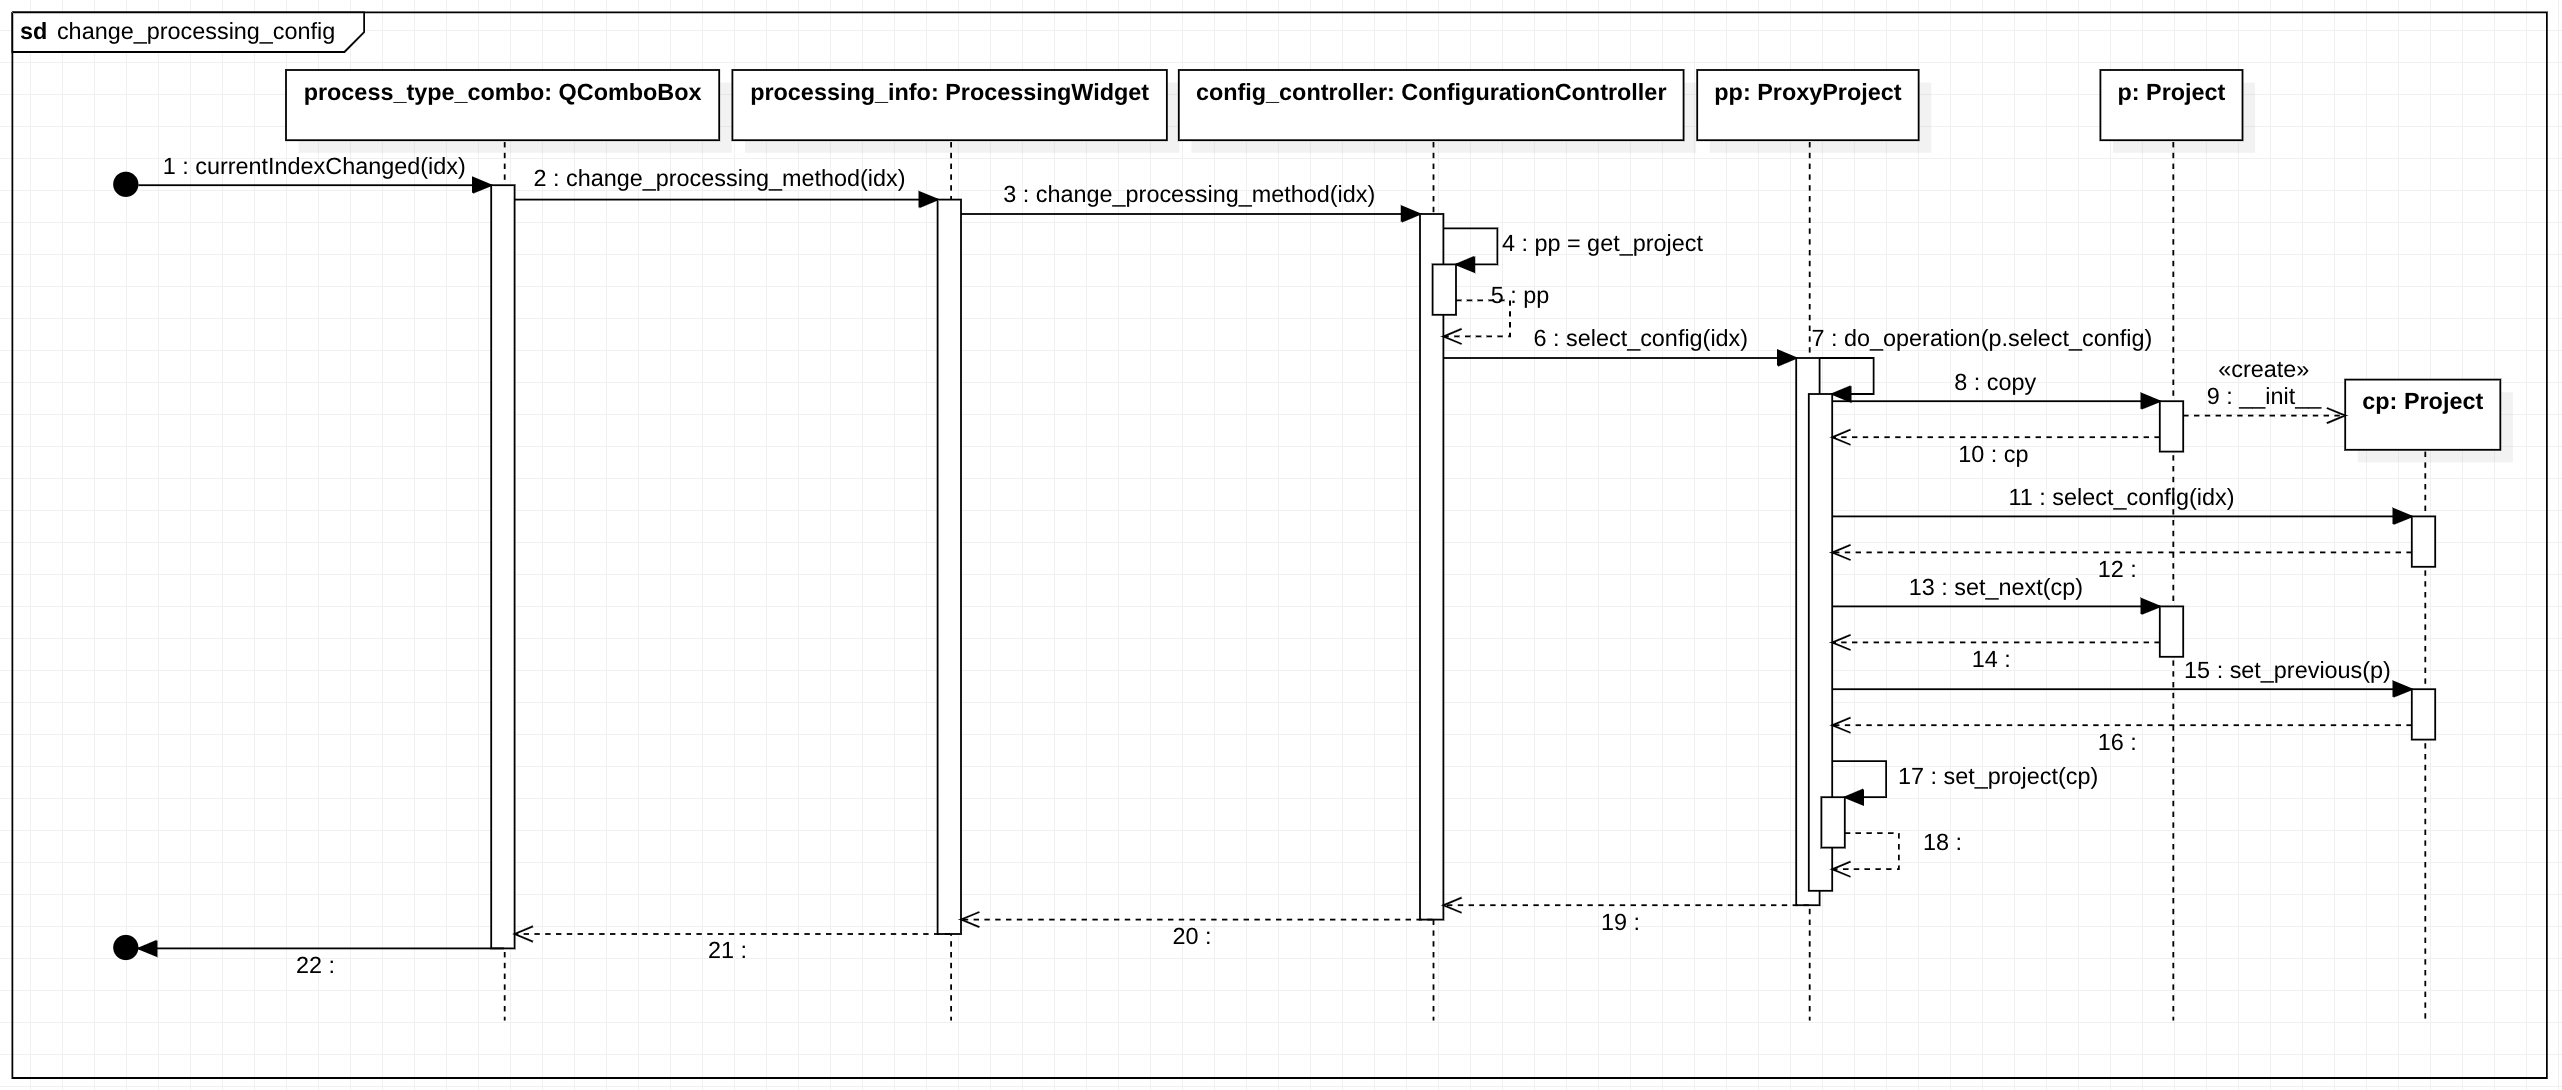 sd change_processing_config
process_type_combo: QComboBox
processing_info: ProcessingWidget
config_controller: ConfigurationController
pp: ProxyProject
p: Project
1 : currentIndexChanged(idx)
2 : change_processing_method(idx)
3 : change_processing_method(idx)
4 : pp = get_project
5 : pp
6 : select_config(idx)
7 : do_operation(p.select_config)
8 : copy
«create»
9 : __init__
cp: Project
10 : cp
11 : select_config(idx)
12 :
13 : set_next(cp)
14 :
15 : set_previous(p)
16 :
17 : set_project(cp)
18 :
19 :
20 :
21 :
22 :